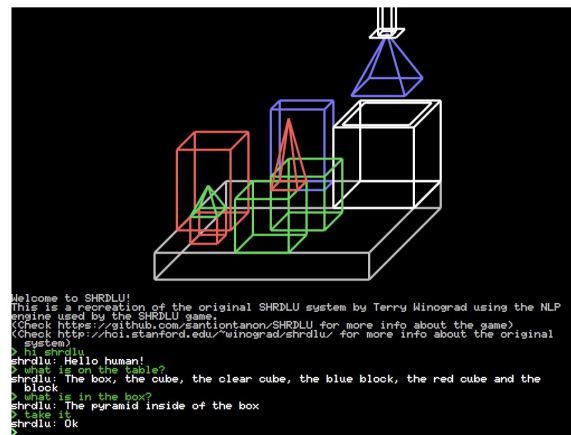 Welcome to SHRDLU!
This is a recreation of the original SHRDLU system by Terry Winograd using the NLP
engine used by the SHRDLU game.
(Check https://github.com/santiontanon/SHRDLU for more info about the game)
(Check http://hci.stanford.edu/~winograd/shrdlu/ for more info about the original
system)
> hi shrdlu
shrdlu: Hello human!
> what is on the table?
shrdlu: The box, the cube, the clear cube, the blue block, the red cube and the
block
> what is in the box?
shrdlu: The pyramid inside of the box
> take it
shrdlu: Ok
>